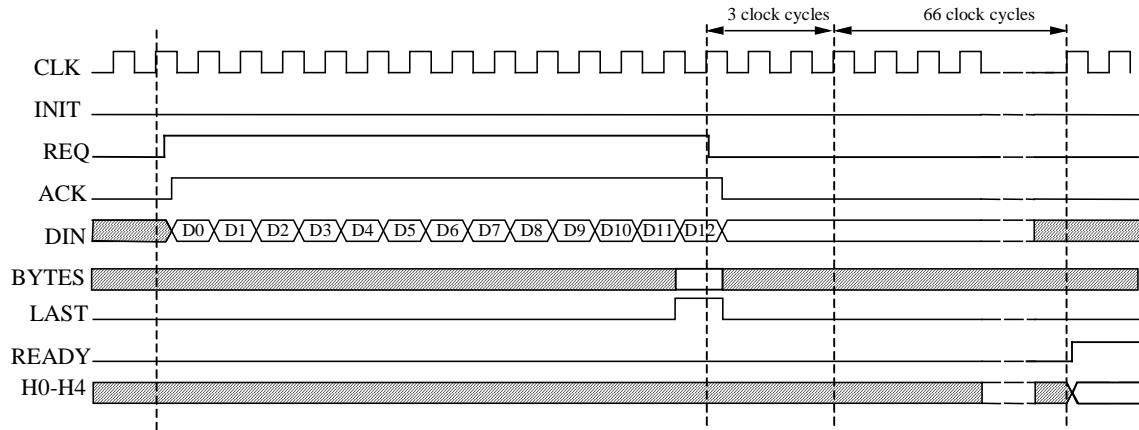 3 clock cycles 66 clock cycles
CLK
INIT
REQ
ACK
DIN D0 D1 D2 D3 D4 D5 D6 D7 D8 D9 D10 D11 D12
BYTES
LAST
READY
H0-H4